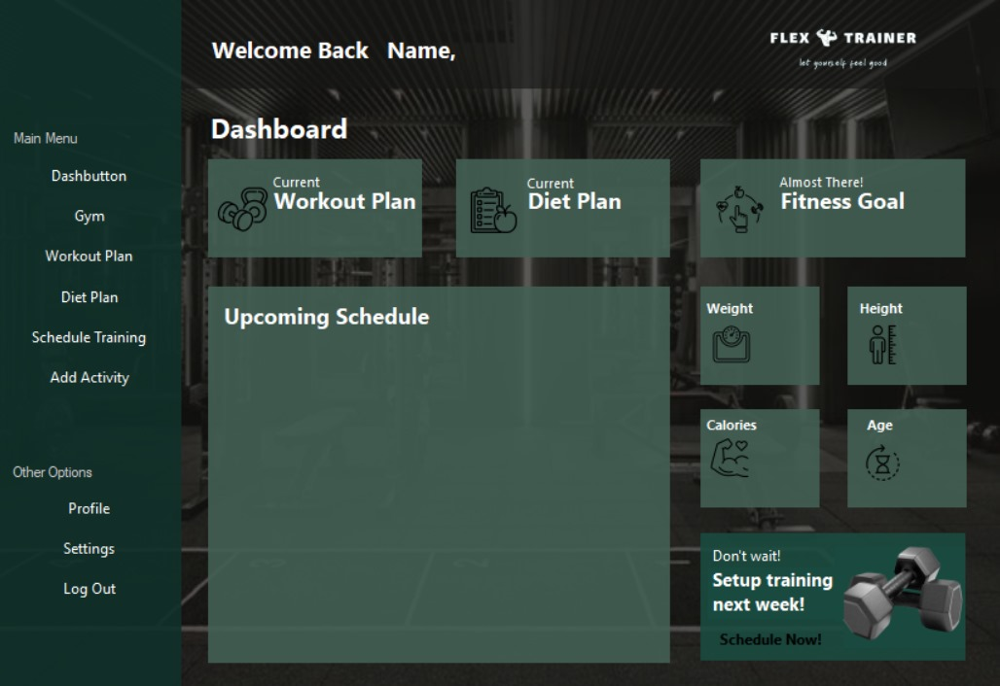 Welcome Back Name,
FLEX TRAINER
let yourself feel good
Main Menu
Dashbutton
Gym
Workout Plan
Diet Plan
Schedule Training
Add Activity
Other Options
Profile
Settings
Log Out
Dashboard
Current
Workout Plan
Current
Diet Plan
Almost There!
Fitness Goal
Upcoming Schedule
Weight
Height
Calories
Age
Don't wait!
Setup training
next week!
Schedule Now!